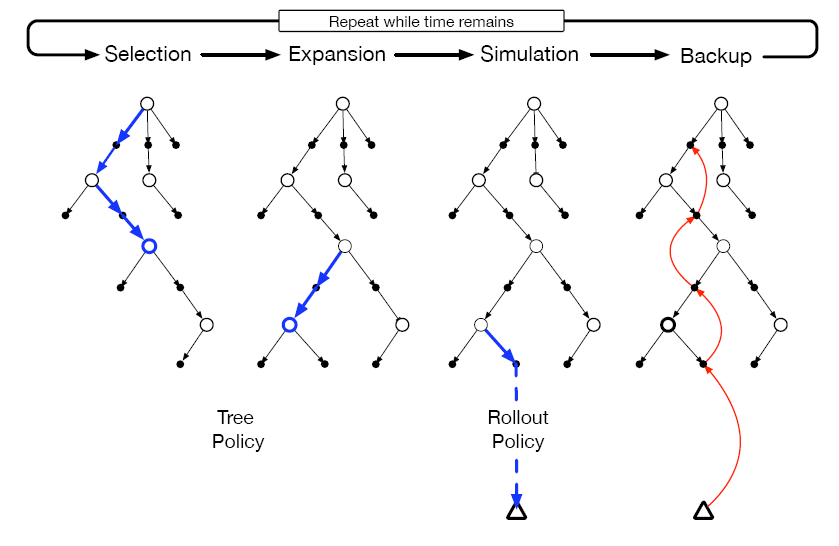 Repeat while time remains
Selection
Expansion
Simulation
Backup
Tree
Policy
Rollout
Policy